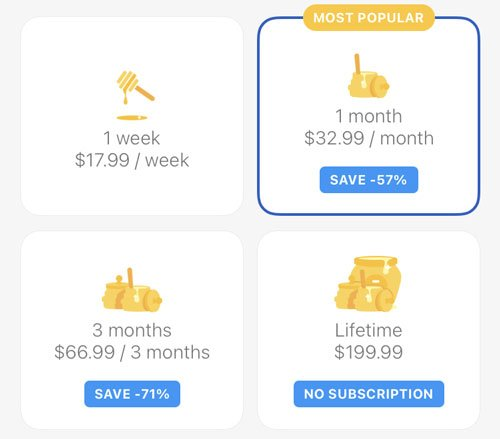 MOST POPULAR
1 week
$17.99 / week
1 month
$32.99 / month
SAVE -57%
3 months
$66.99 / 3 months
SAVE -71%
Lifetime
$199.99
NO SUBSCRIPTION